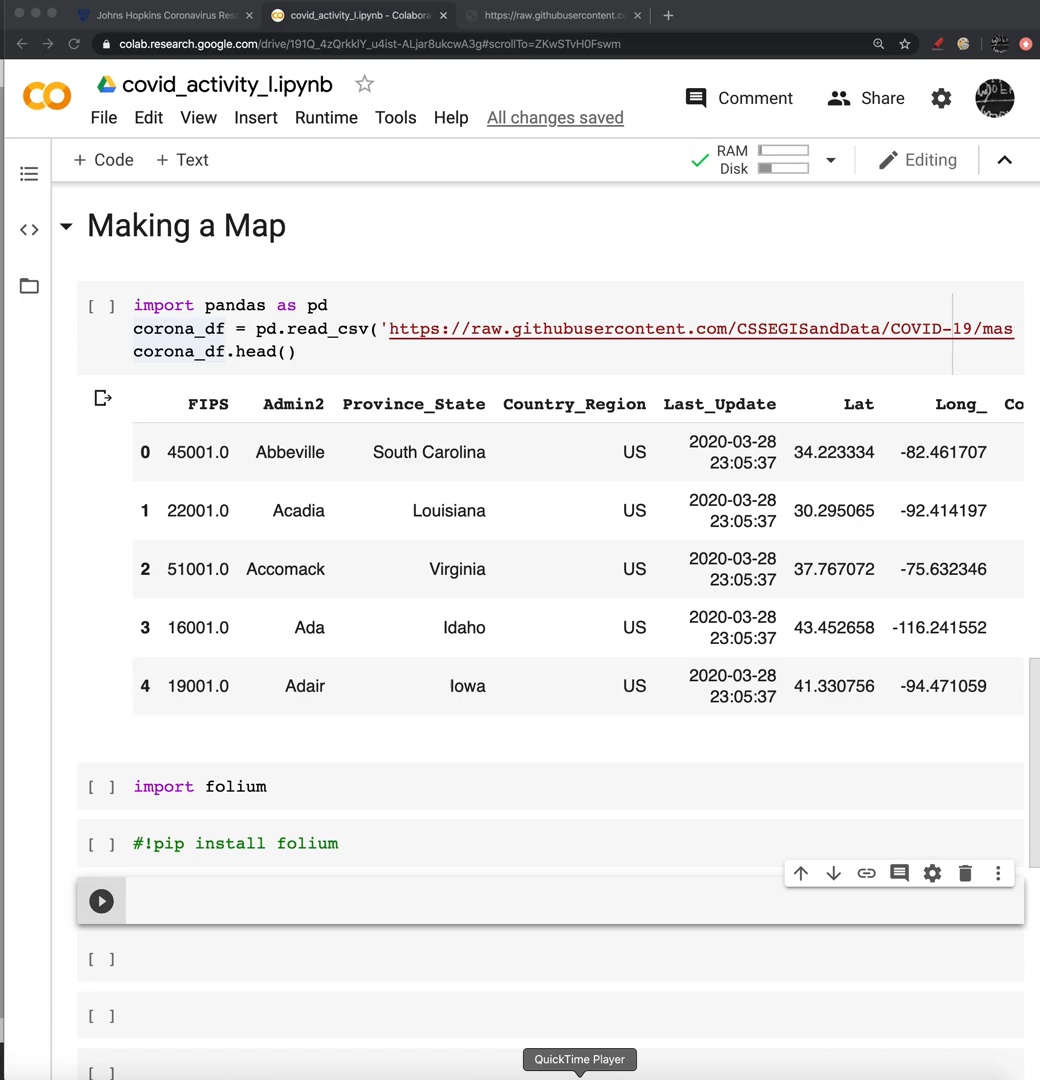 Johns Hopkins Coronavirus Res
covid_activity_I.ipynb - Colabora
https://raw.githubusercontent.c
colab.research.google.com/drive/191Q_4zQrkklY_u4ist-ALjar8ukcwA3g#scrollTo=ZKwSTvH0Fswm
covid_activity_I.ipynb
Comment
Share
File Edit View Insert Runtime Tools Help All changes saved
+ Code + Text
RAM
Disk
Editing
Making a Map
[ ] import pandas as pd
corona_df = pd.read_csv('https://raw.githubusercontent.com/CSSEGISandData/COVID-19/mas
corona_df.head()
FIPS Admin2 Province_State Country_Region Last_Update Lat Long_ Co
0 45001.0 Abbeville South Carolina US 2020-03-28 23:05:37 34.223334 -82.461707
1 22001.0 Acadia Louisiana US 2020-03-28 23:05:37 30.295065 -92.414197
2 51001.0 Accomack Virginia US 2020-03-28 23:05:37 37.767072 -75.632346
3 16001.0 Ada Idaho US 2020-03-28 23:05:37 43.452658 -116.241552
4 19001.0 Adair Iowa US 2020-03-28 23:05:37 41.330756 -94.471059
[ ] import folium
[ ] #!pip install folium
[ ]
[ ]
[ ]
QuickTime Player